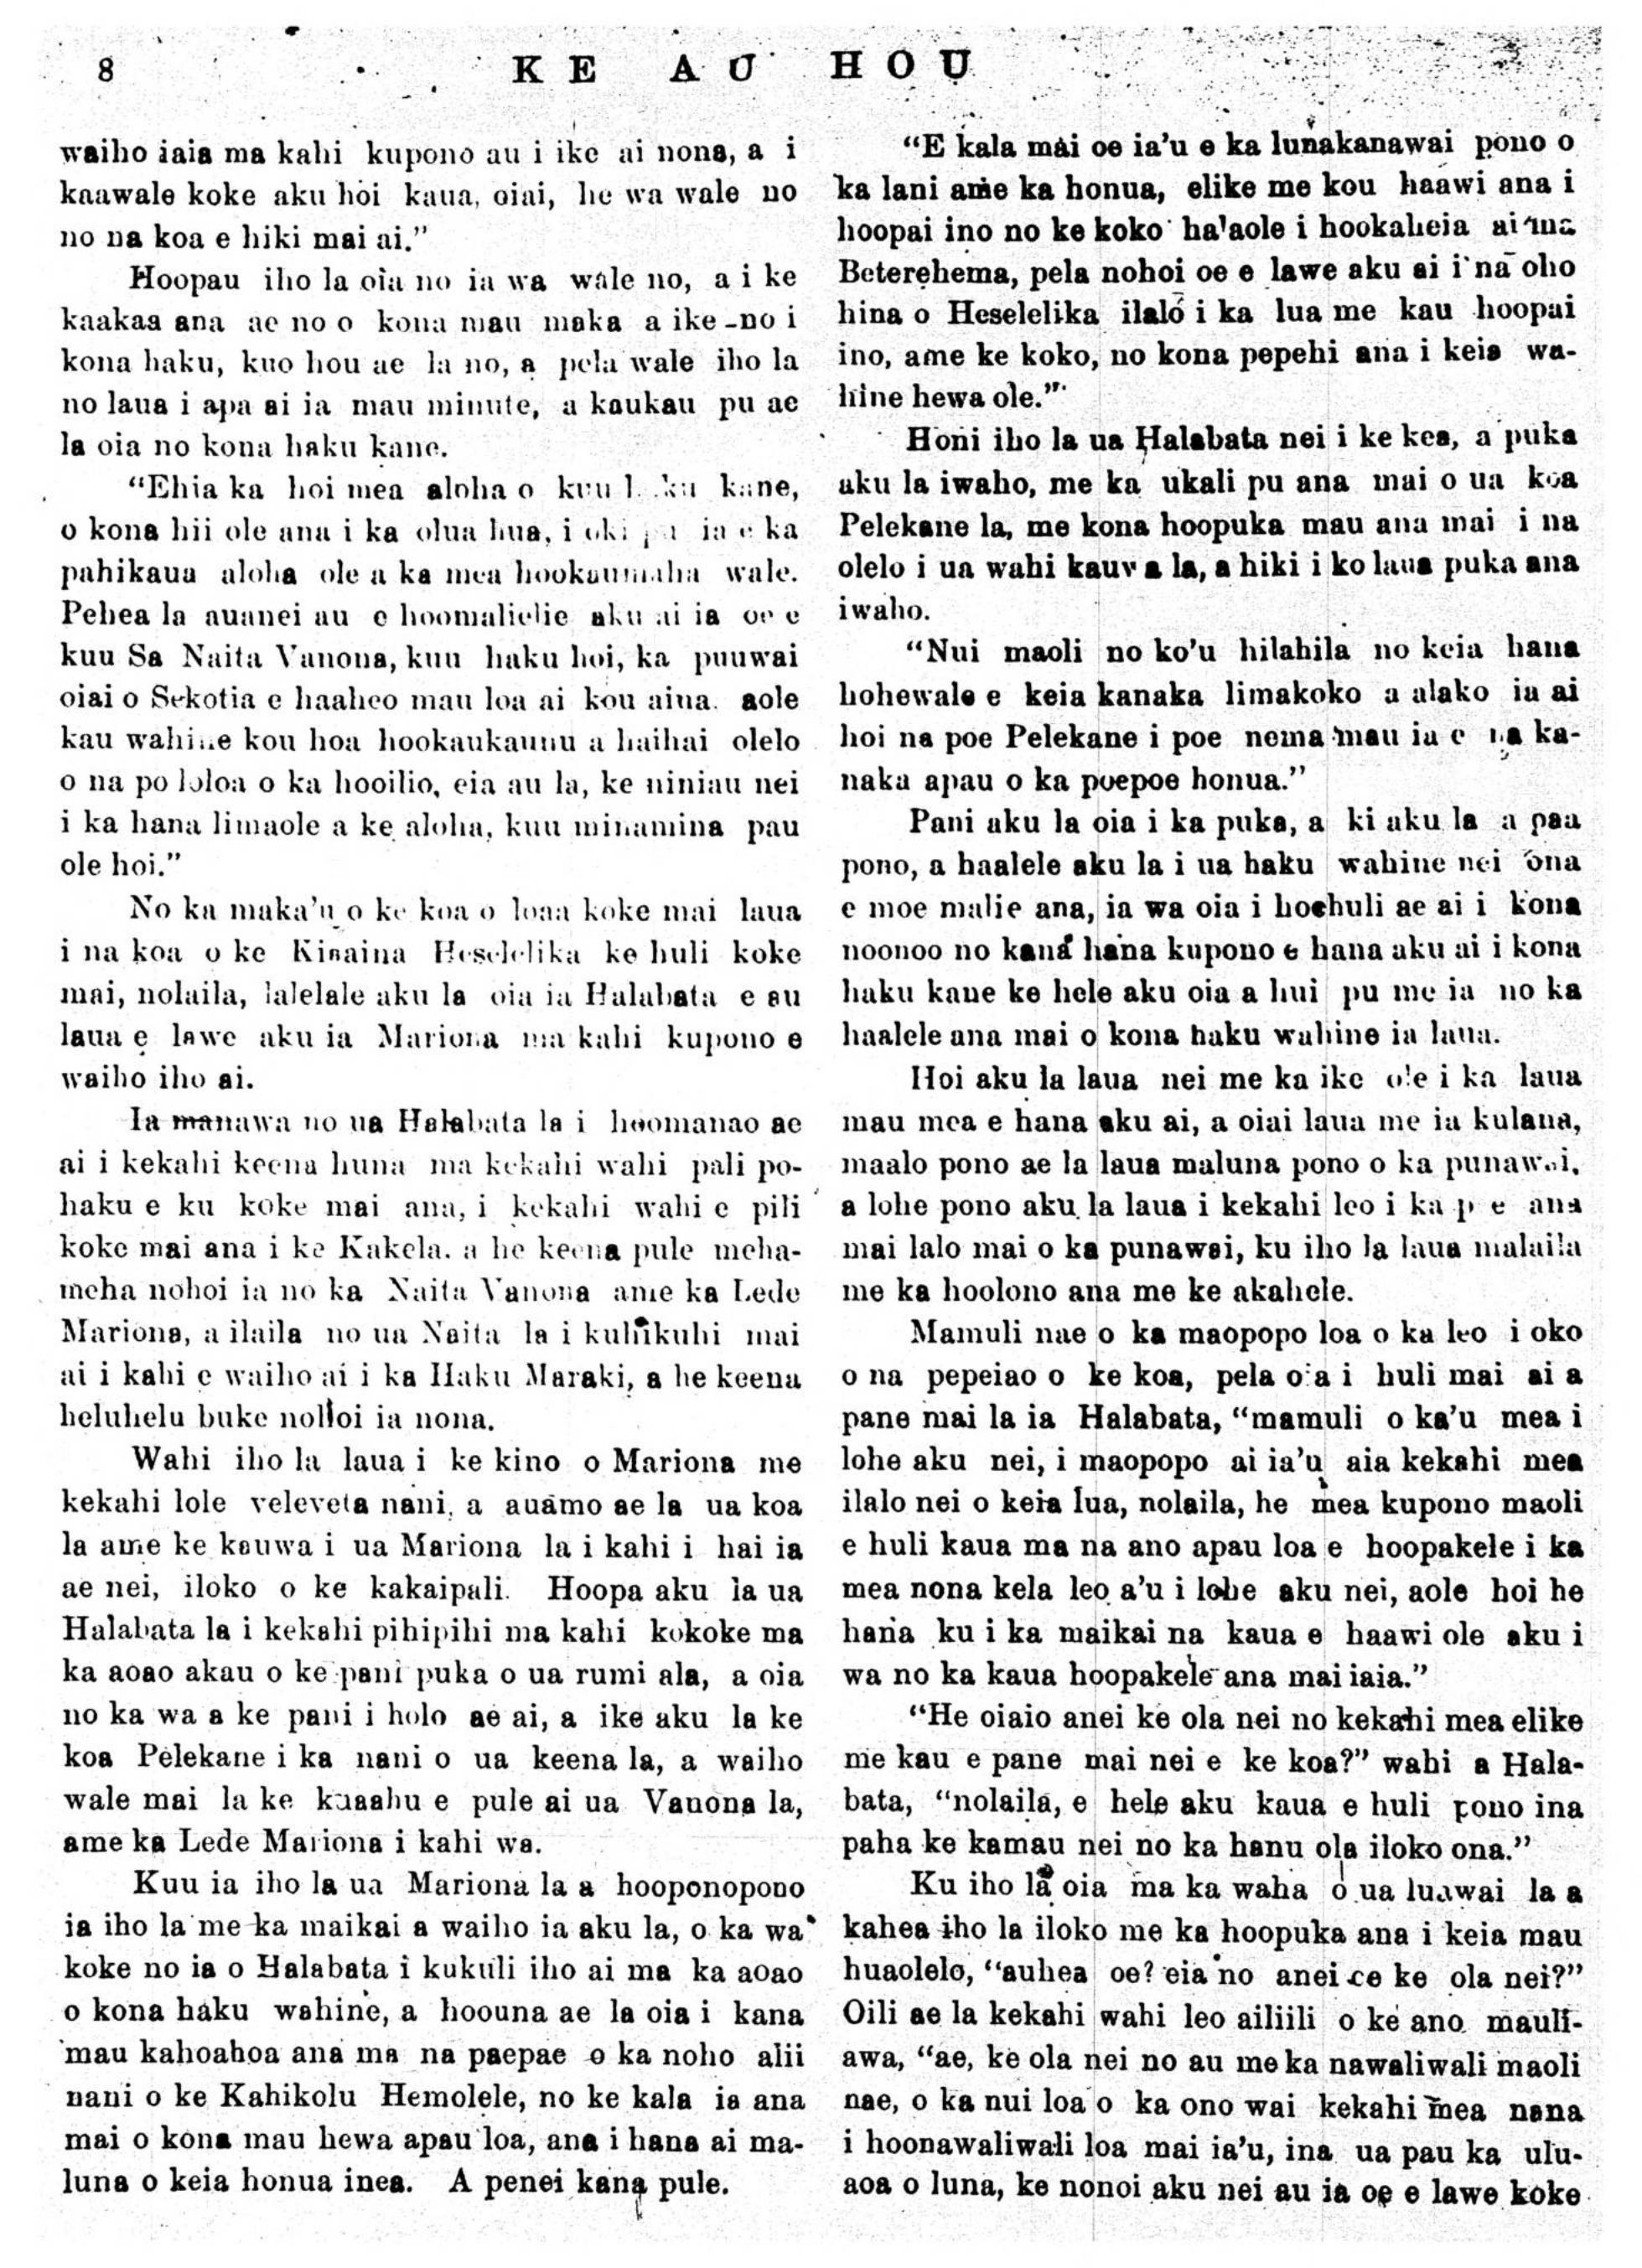 8
KE AU HOU
waiho iaia ma kahi kupono au i ike ai nona, a i
kaawale koke aku hoi kaua, oiai, he wa wale no
no na koa e hiki mai ai."
Hoopau iho la oia no ia wa wale no, a i ke
kaakaa ana ae no o kona mau maka a ike no i
kona haku, kuo hou ae la no, a pela wale iho la
no laua i apa ai ia mau minute, a kaukau pu ae
la oia no kona haku kane.
"Ehia ka hoi mea aloha o kuu kane,
o kona hii ole ana i ka olua hua, i oki ia e ka
pahikaua aloha ole a ka mea hookaumaha wale.
Pehea la auanei au e hoomalielie aku ai ia oe e
kuu Sa Naita Vanona, kuu haku hoi, ka puuwai
oiai o Sekotia e haaheo mau loa ai kou aina. aole
kau wahine kou hoa hookaukaunu a haihai olelo
o na po loloa o ka hooilio, eia au la, ke niniau nei
i ka hana limaole a ke aloha, kuu minamina pau
ole hoi."
No ka maka'u o ke koa o loaa koke mai laua
i na koa o ke Kisaina Heselelika ke huli koke
mai, nolaila, lalelale aku la oia ia Halabata e au
laua e lawe aku ia Mariona ma kahi kupono e
waiho iho ai.
Ia manawa no ua Halabata la i hoomanao ae
ai i kekahi keena huna ma kekahi wahi pali po-
haku e ku koke mai ana, i kekahi wahi e pili
koke mai ana i ke Kakela. a he keena pule meha-
meha nohoi ia no ka Naita Vanona ame ka Lede
Mariona, a ilaila no ua Naita la i kuhikuhi mai
ai i kahi e waiho ai i ka Haku Maraki, a he keena
heluhelu buke nohoi ia nona.
Wahi iho la laua i ke kino o Mariona me
kekahi lole veleveta nani, a auamo ae la ua koa
la ame ke kauwa i ua Mariona la i kahi i hai ia
ae nei, iloko o ke kakaipali. Hoopa aku la ua
Halabata la i kekahi pihipihi ma kahi kokoke ma
ka aoao akau o ke pani puka o ua rumi ala, a oia
no ka wa a ke pani i holo ae ai, a ike aku la ke
koa Pelekane i ka nani o ua keena la, a waiho
wale mai la ke kuaahu e pule ai ua Vanona la,
ame ka Lede Mariona i kahi wa.
Kuu ia iho la ua Mariona la a hooponopono
ia iho la me ka maikai a waiho ia aku la, o ka wa
koke no ia o Halabata i kukuli iho ai ma ka aoao
o kona haku wahine, a hoouna ae la oia i kana
mau kahoahoa ana ma na paepae o ka noho alii
nani o ke Kahikolu Hemolele, no ke kala ia ana
mai o kona mau hewa apau loa, ana i hana ai ma-
luna o keia honua inea. A penei kana pule.
"E kala mai oe ia'u e ka lunakanawai pono o
ka lani ame ka honua, elike me kou haawi ana i
hoopai ino no ke koko ha'aole i hookaheia ai ma
Beterehema, pela nohoi oe e lawe aku ai i na oho
hina o Heselelika ilalo i ka lua me kau hoopai
ino, ame ke koko, no kona pepehi ana i keia wa-
hine hewa ole."
Honi iho la ua Halabata nei i ke kea, a puka
aku la iwaho, me ka ukali pu ana mai o ua koa
Pelekane la, me kona hoopuka mau ana mai i na
olelo i ua wahi kauwa la, a hiki i ko laua puka ana
iwaho.
"Nui maoli no ko'u hilahila no keia hana
hohewale e keia kanaka limakoko a alako ia ai
hoi na poe Pelekane i poe nema mau ia e na ka-
naka apau o ka poepoe honua."
Pani aku la oia i ka puka, a ki aku la a paa
pono, a haalele aku la i ua haku wahine nei ona
e moe malie ana, ia wa oia i hoohuli ae ai i kona
noonoo no kana hana kupono e hana aku ai i kona
haku kane ke hele aku oia a hui pu me ia no ka
haalele ana mai o kona haku wahine ia laua.
Hoi aku la laua nei me ka ike ole i ka laua
mau mea e hana aku ai, a oiai laua me ia kulana,
maalo pono ae la laua maluna pono o ka punawai,
a lohe pono aku la laua i kekahi leo i ka p e ana
mai lalo mai o ka punawai, ku iho la laua malaila
me ka hoolono ana me ke akahele.
Mamuli nae o ka maopopo loa o ka leo i oko
o na pepeiao o ke koa, pela oia i huli mai ai a
pane mai la ia Halabata, "mamuli o ka'u mea i
lohe aku nei, i maopopo ai ia'u aia kekahi mea
ilalo nei o keia lua, nolaila, he mea kupono maoli
e huli kaua ma na ano apau loa e hoopakele i ka
mea nona kela leo a'u i lohe aku nei, aole hoi he
hana ku i ka maikai na kaua e haawi ole aku i
wa no ka kaua hoopakele ana mai iaia."
"He oiaio anei ke ola nei no kekahi mea elike
me kau e pane mai nei e ke koa?" wahi a Hala-
bata, "nolaila, e hele aku kaua e huli pono ina
paha ke kamau nei no ka hanu ola iloko ona."
Ku iho la oia ma ka waha o ua luawai la a
kahea iho la iloko me ka hoopuka ana i keia mau
huaolelo, "auhea oe? eia no anei oe ke ola nei?"
Oili ae la kekahi wahi leo ailiili o ke ano mauli-
awa, "ae, ke ola nei no au me ka nawaliwali maoli
nae, o ka nui loa o ka ono wai kekahi mea nana
i hoonawaliwali loa mai ia'u, ina ua pau ka ulu-
aoa o luna, ke nonoi aku nei au ia oe e lawe koke